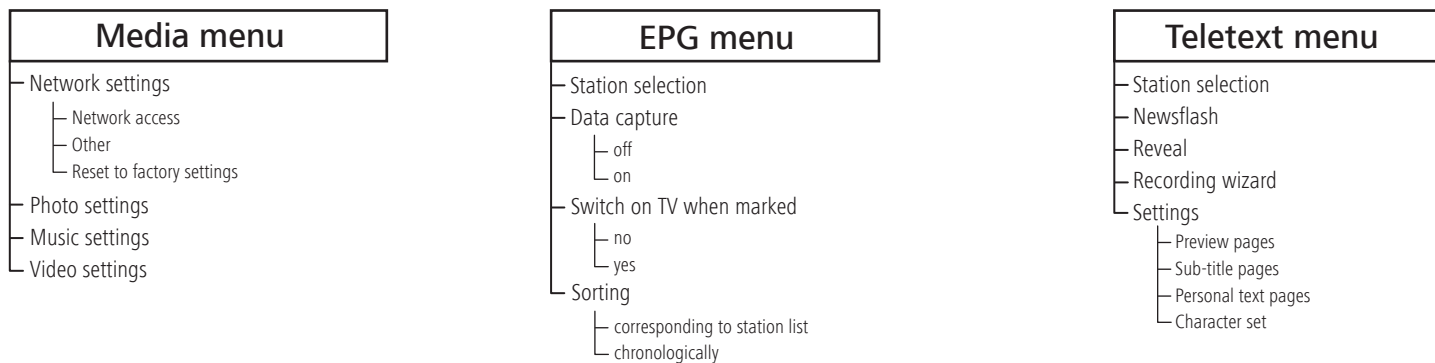 Media menu
Network settings
Network access
Other
Reset to factory settings
Photo settings
Music settings
Video settings
EPG menu
Station selection
Data capture
off
on
Switch on TV when marked
no
yes
Sorting
corresponding to station list
chronologically
Teletext menu
Station selection
Newsflash
Reveal
Recording wizard
Settings
Preview pages
Sub-title pages
Personal text pages
Character set